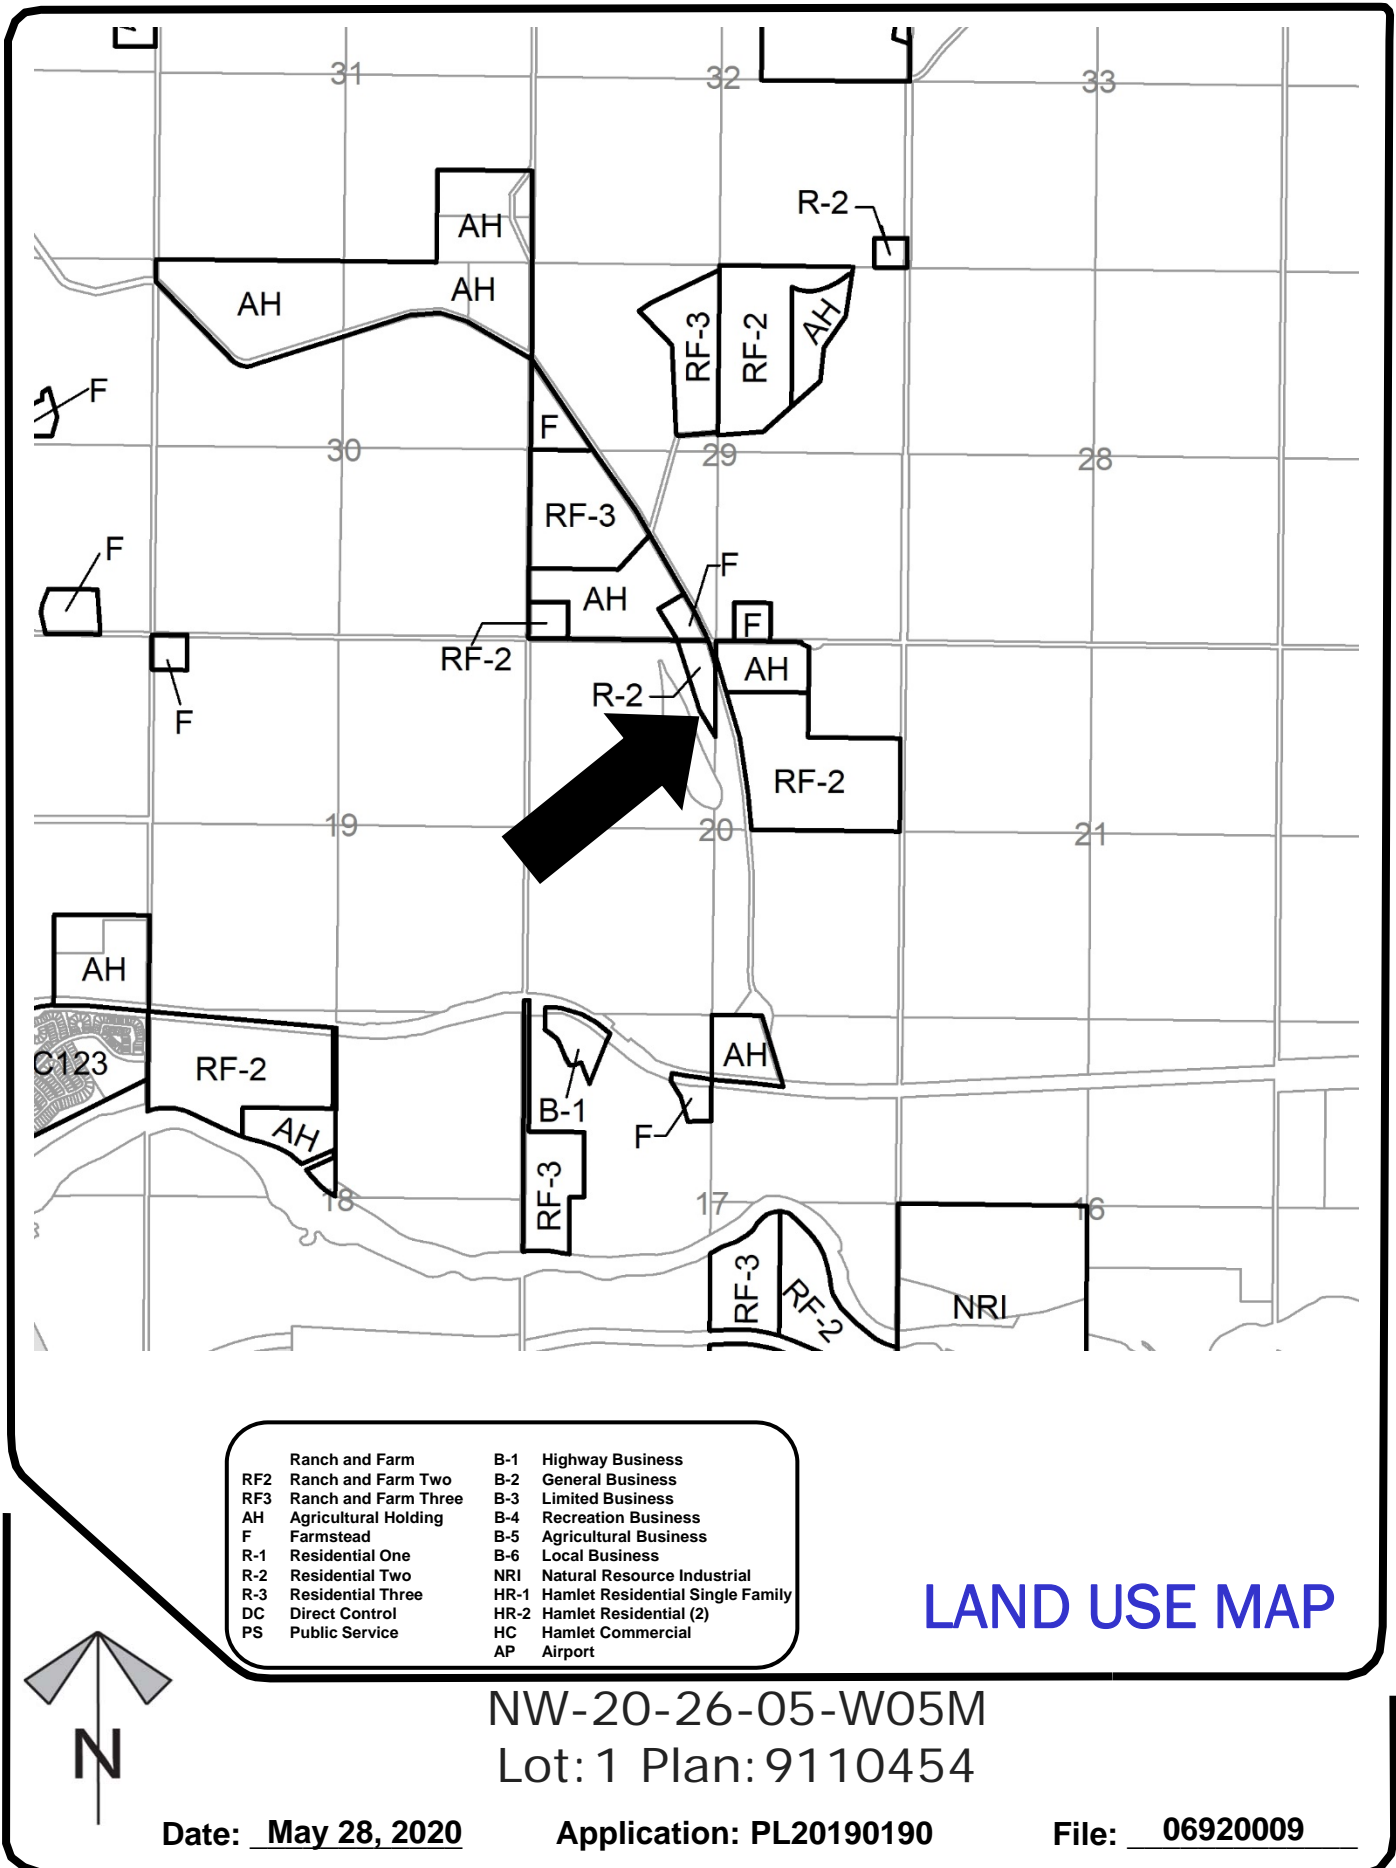 31
32
33
R-2
AH
AH
AH
RF-3
RF-2
AH
F
F
30
29
28
RF-3
F
F
AH
F
RF-2
AH
R-2
F
RF-2
19
20
21
AH
C123
RF-2
AH
B-1
F
AH
RF-3
18
17
16
RF-3
RF-2
NRI
Ranch and Farm
RF2 Ranch and Farm Two
RF3 Ranch and Farm Three
AH Agricultural Holding
F Farmstead
R-1 Residential One
R-2 Residential Two
R-3 Residential Three
DC Direct Control
PS Public Service
B-1 Highway Business
B-2 General Business
B-3 Limited Business
B-4 Recreation Business
B-5 Agricultural Business
B-6 Local Business
NRI Natural Resource Industrial
HR-1 Hamlet Residential Single Family
HR-2 Hamlet Residential (2)
HC Hamlet Commercial
AP Airport
LAND USE MAP
N
NW-20-26-05-W05M
Lot:1 Plan:9110454
Date: May 28, 2020 Application: PL20190190 File: 06920009